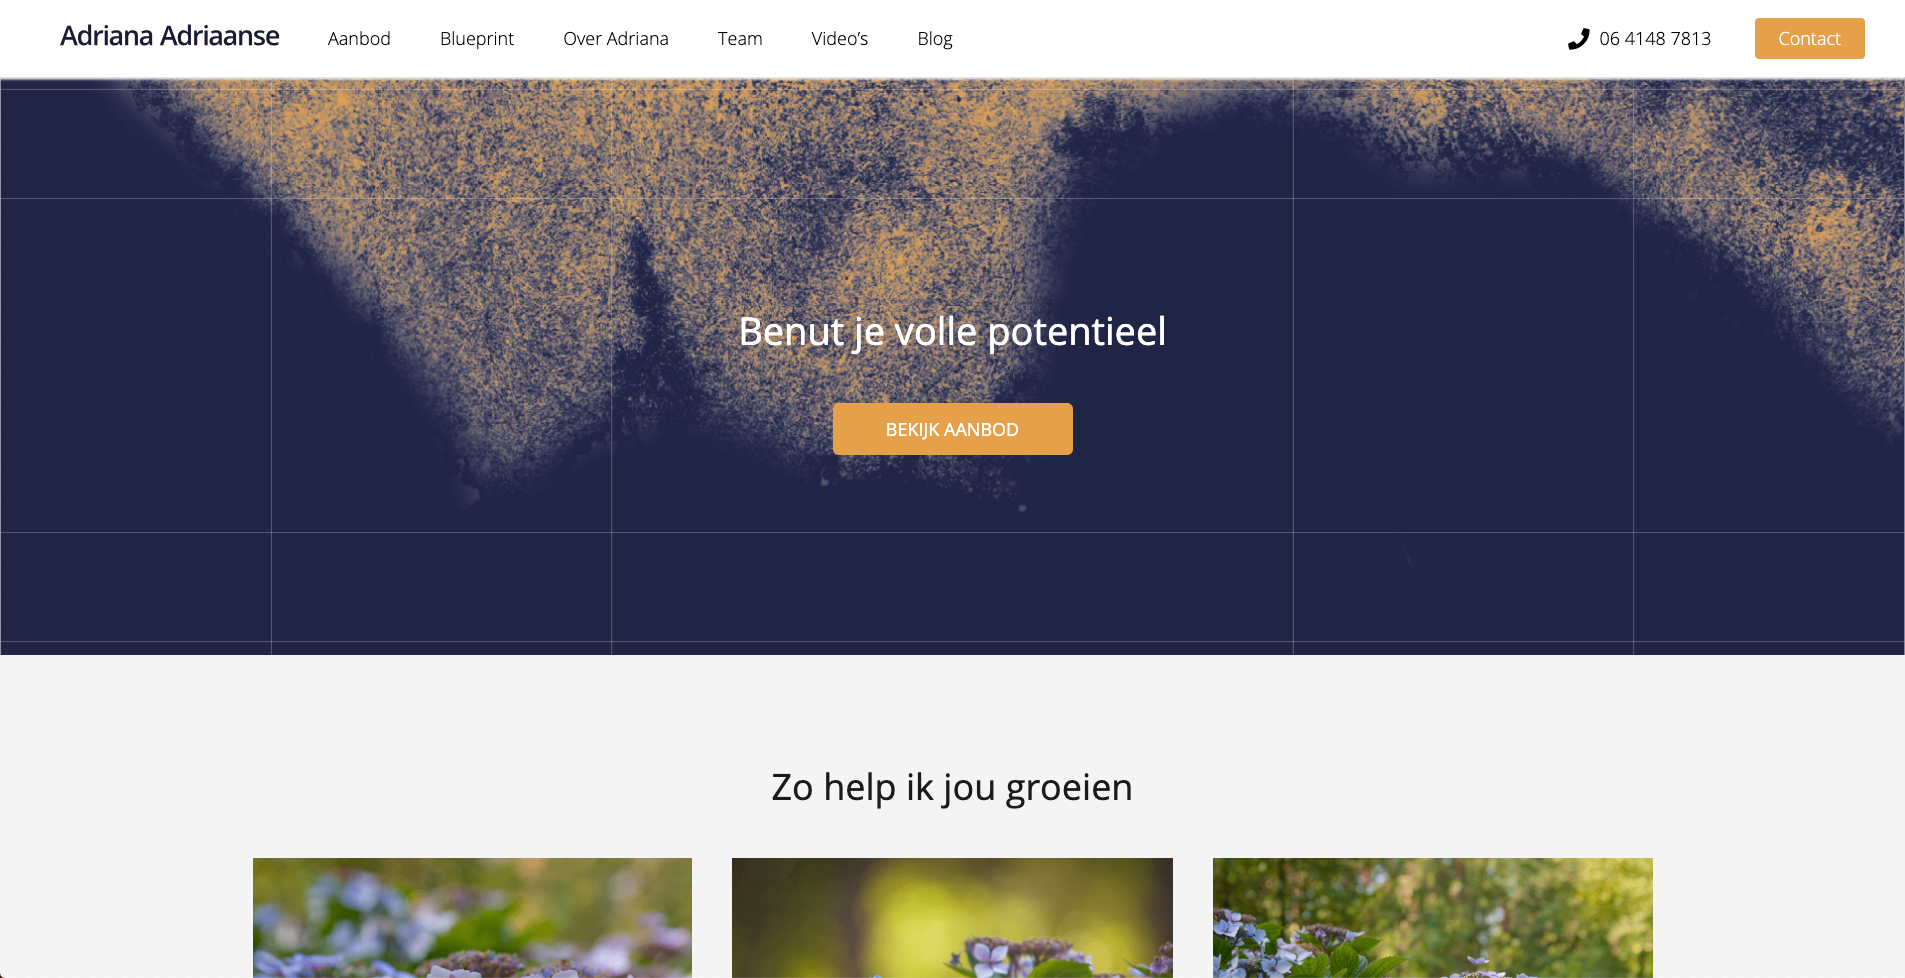 Adriana Adriaanse
Aanbod
Blueprint
Over Adriana
Team
Video’s
Blog
06 4148 7813
Contact
Benut je volle potentieel
BEKIJK AANBOD
Zo help ik jou groeien